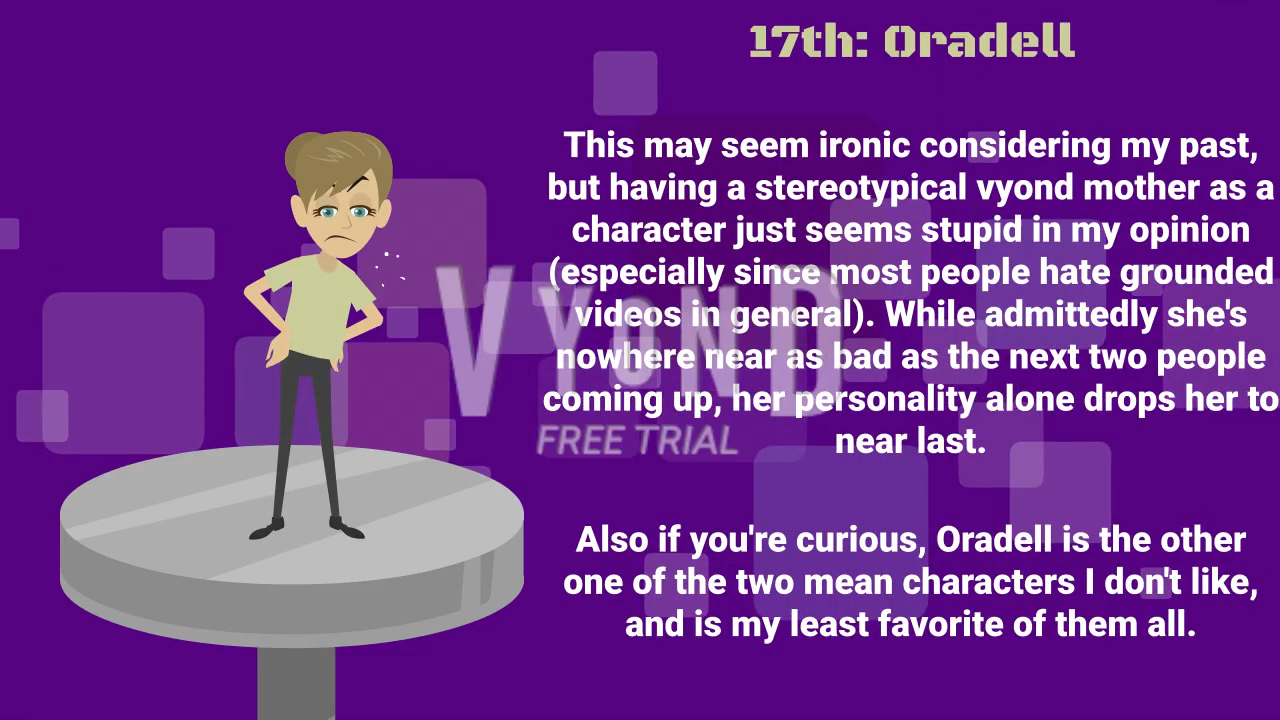 17th: Oradell
This may seem ironic considering my past,
but having a stereotypical vyond mother as a
character just seems stupid in my opinion
(especially since most people hate grounded
videos in general). While admittedly she's
nowhere near as bad as the next two people
coming up, her personality alone drops her to
near last.
Also if you're curious, Oradell is the other
one of the two mean characters I don't like,
and is my least favorite of them all.
VYOND
FREE TRIAL